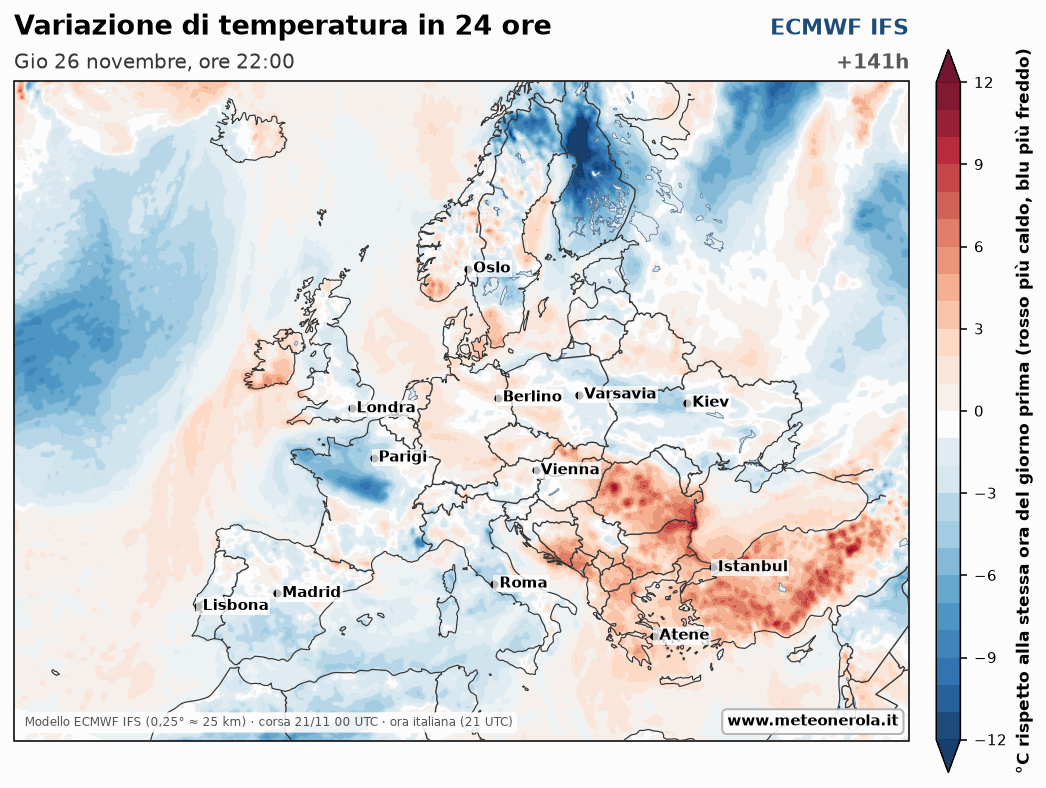 Variazione di temperatura in 24 ore
ECMWF IFS
Gio 26 novembre, ore 22:00
+141h
Oslo
Londra
Berlino
Varsavia
Kiev
Parigi
Vienna
Istanbul
Madrid
Roma
Lisbona
Atene
Modello ECMWF IFS (0,25° ≈ 25 km) · corsa 21/11 00 UTC · ora italiana (21 UTC)
www.meteonerola.it
12
9
6
3
0
−3
−6
−9
−12
°C rispetto alla stessa ora del giorno prima (rosso più caldo, blu più freddo)